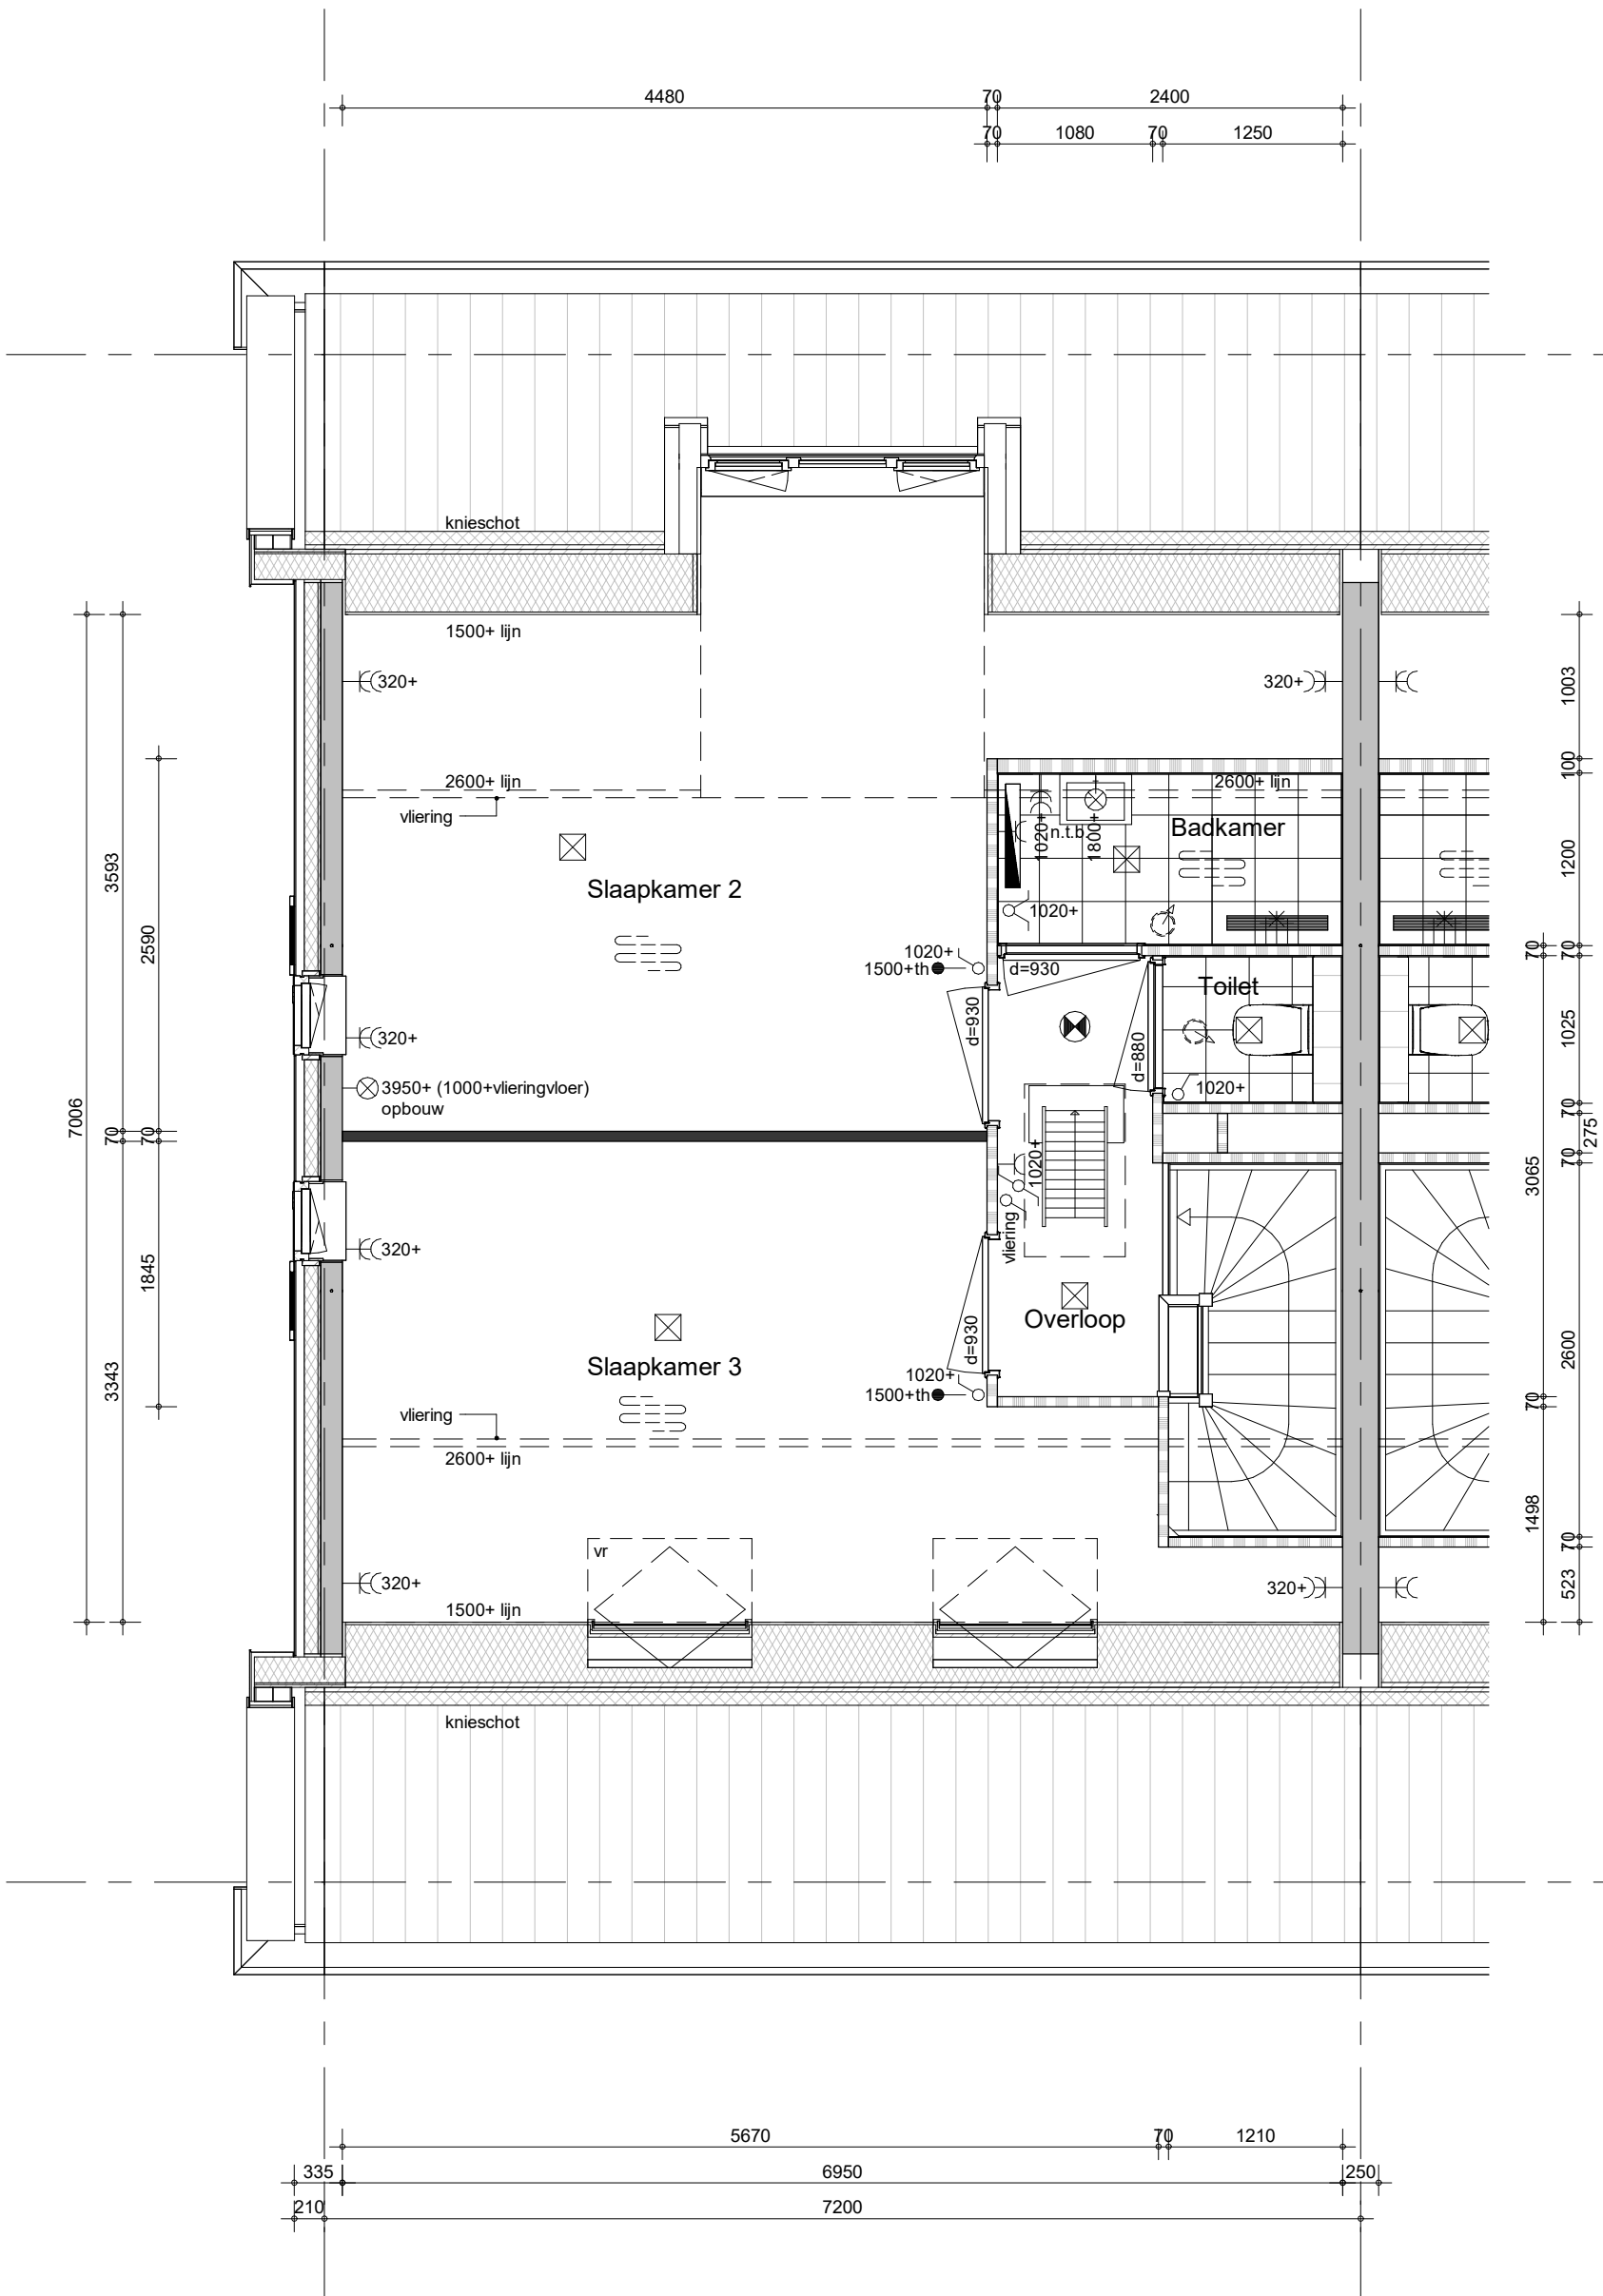 4480 70 2400
70 1080 70 1250
knieschot
1500+ lijn
320+ 320+
1003
100
2600+ lijn 2600+ lijn
vliering
1020+ n.t.b. 1800+ Badkamer
1200
3593
Slaapkamer 2
2590
1020+
1020+
1500+th
70 70
d=930
Toilet
d=930
d=880
1025
320+
3950+ (1000+vlieringvloer)
opbouw
1020+
7006
70 70
70
275
70
1020+
3065
vliering
320+
1845
Overloop
d=930
Slaapkamer 3
3343
1020+
1500+th
2600
70
vliering
2600+ lijn
1498
vr
70
320+ 320+
523
1500+ lijn
knieschot
5670 70 1210
335 6950 250
210 7200